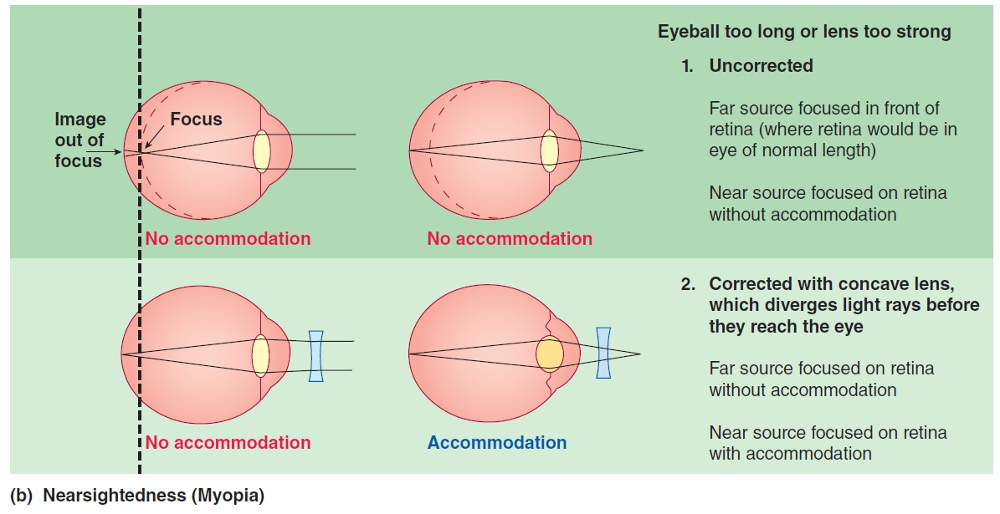 Eyeball too long or lens too strong
1. Uncorrected
Far source focused in front of
retina (where retina would be in
eye of normal length)
Near source focused on retina
without accommodation
Image
out of
focus
Focus
No accommodation
No accommodation
2. Corrected with concave lens,
which diverges light rays before
they reach the eye
Far source focused on retina
without accommodation
Near source focused on retina
with accommodation
No accommodation
Accommodation
(b) Nearsightedness (Myopia)